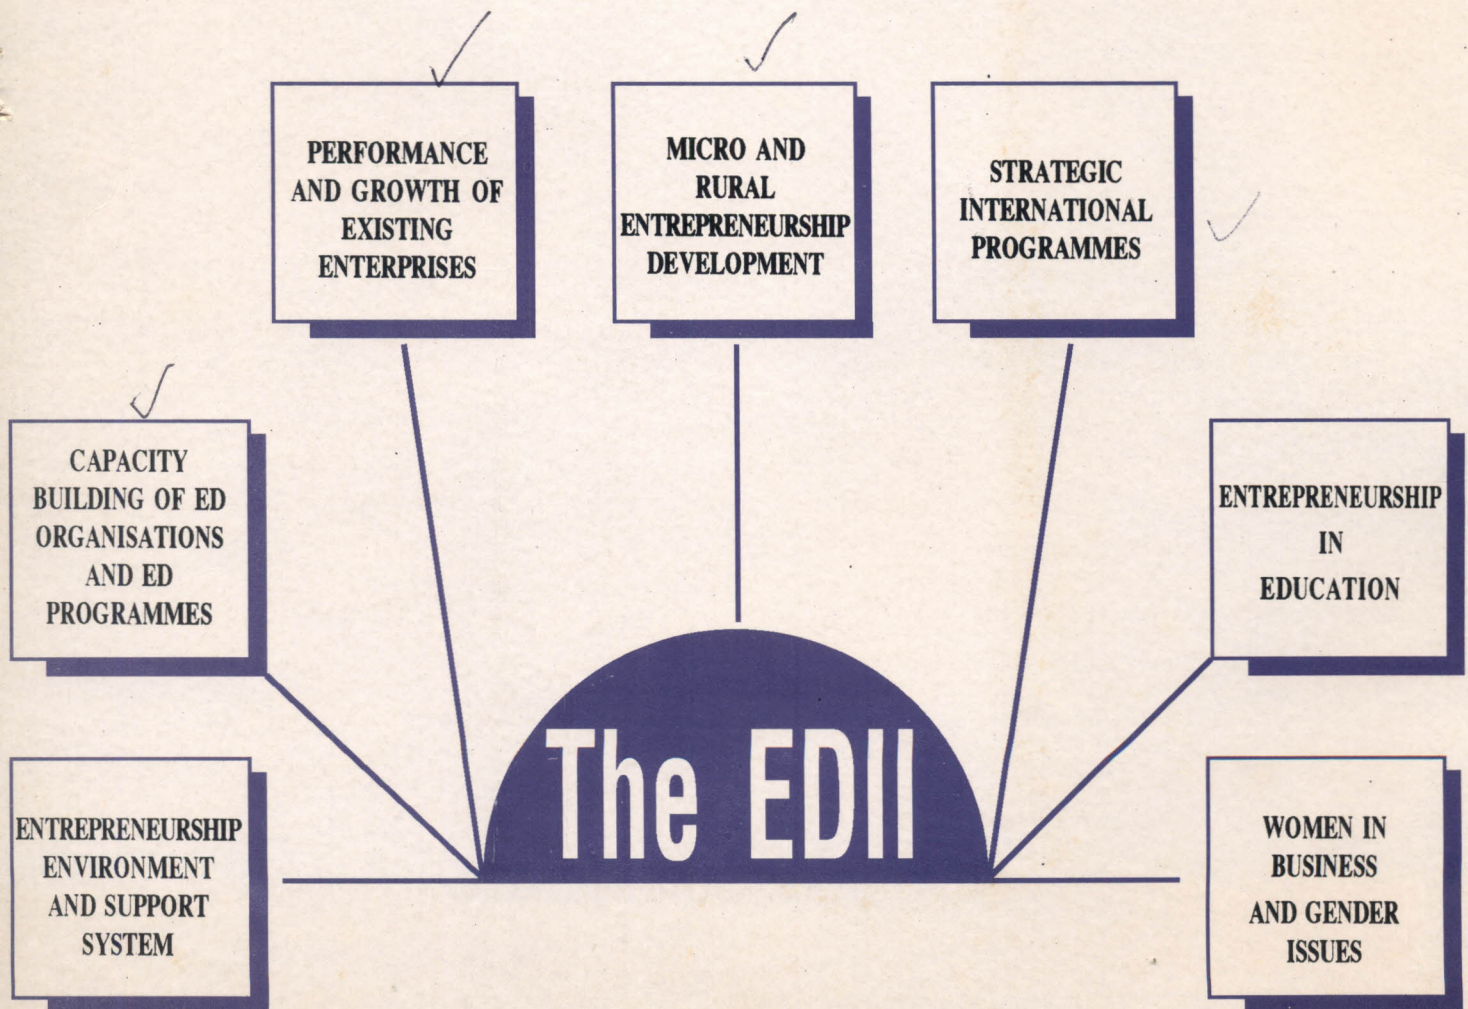 PERFORMANCE
AND GROWTH OF
EXISTING
ENTERPRISES
MICRO AND
RURAL
ENTREPRENEURSHIP
DEVELOPMENT
STRATEGIC
INTERNATIONAL
PROGRAMMES
CAPACITY
BUILDING OF ED
ORGANISATIONS
AND ED
PROGRAMMES
ENTREPRENEURSHIP
IN
EDUCATION
The EDII
ENTREPRENEURSHIP
ENVIRONMENT
AND SUPPORT
SYSTEM
WOMEN IN
BUSINESS
AND GENDER
ISSUES